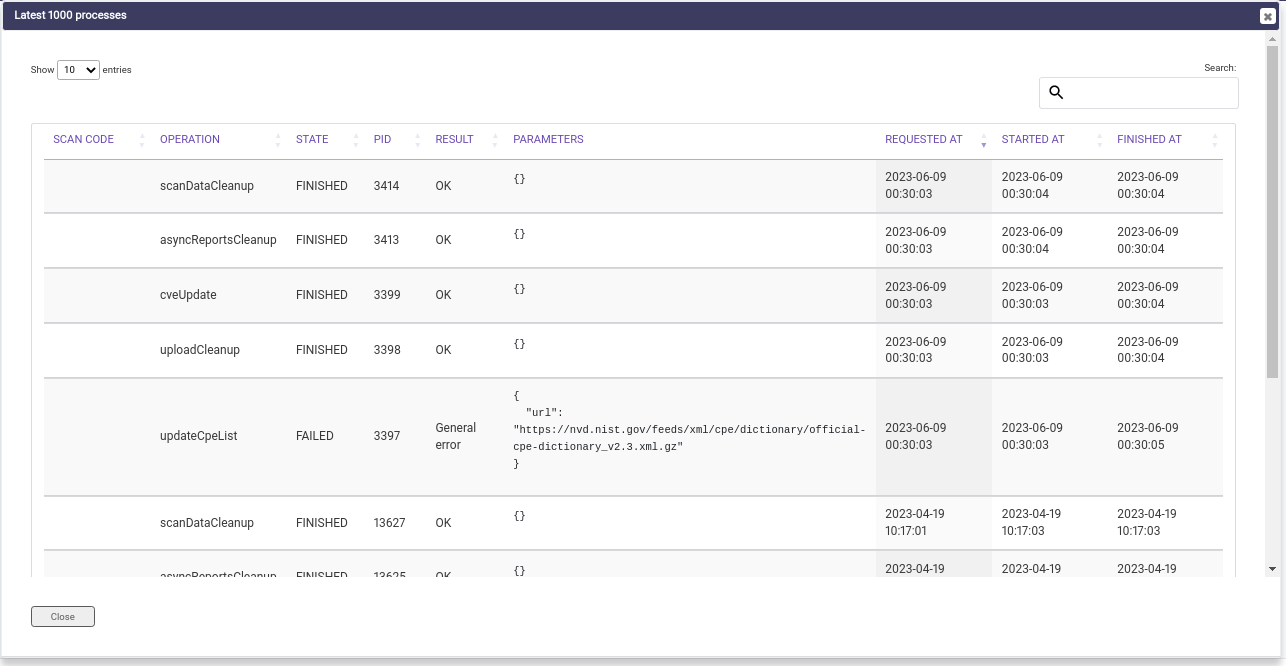 Latest 1000 processes
Show 10 entries
Search:
SCAN CODE OPERATION STATE PID RESULT PARAMETERS REQUESTED AT STARTED AT FINISHED AT
scanDataCleanup FINISHED 3414 OK {} 2023-06-09 2023-06-09 2023-06-09
00:30:03 00:30:04 00:30:04
asyncReportsCleanup FINISHED 3413 OK {} 2023-06-09 2023-06-09 2023-06-09
00:30:03 00:30:04 00:30:04
cveUpdate FINISHED 3399 OK {} 2023-06-09 2023-06-09 2023-06-09
00:30:03 00:30:03 00:30:04
uploadCleanup FINISHED 3398 OK {} 2023-06-09 2023-06-09 2023-06-09
00:30:03 00:30:03 00:30:04
updateCpeList FAILED 3397 General error
{
"url":
"https://nvd.nist.gov/feeds/xml/cpe/dictionary/official-
cpe-dictionary_v2.3.xml.gz"
}
2023-06-09 2023-06-09 2023-06-09
00:30:03 00:30:03 00:30:05
scanDataCleanup FINISHED 13627 OK {} 2023-04-19 2023-04-19 2023-04-19
10:17:01 10:17:03 10:17:03
asyncReportsCleanup FINISHED 13625 OK {} 2023-04-19 2023-04-19 2023-04-19
Close